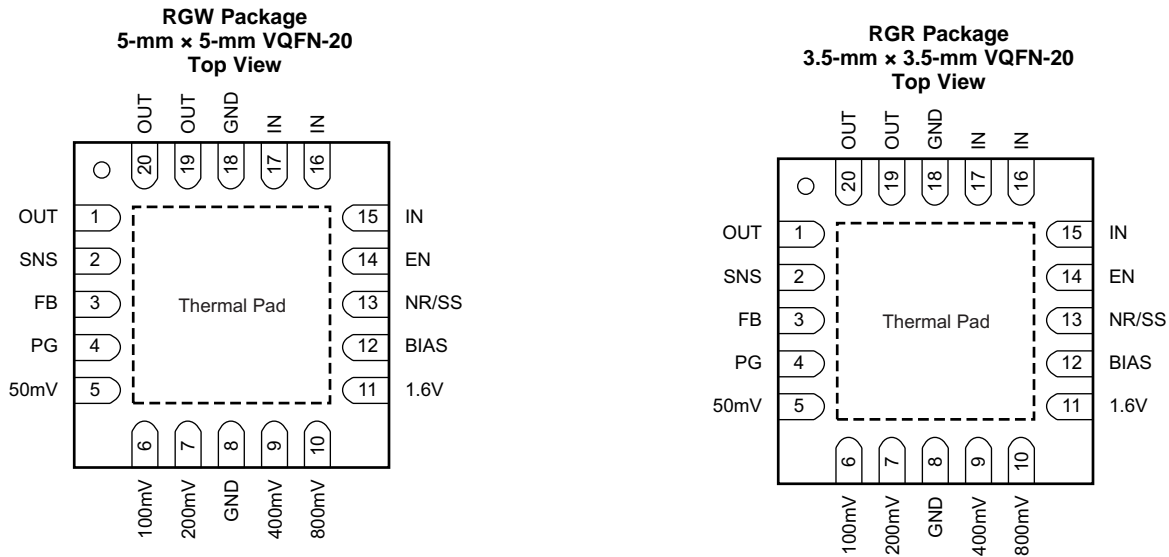 RGW Package
5-mm × 5-mm VQFN-20
Top View
OUT
OUT
GND
IN
IN
20
19
18
17
16
OUT
1
15
IN
SNS
2
14
EN
FB
3
Thermal Pad
13
NR/SS
PG
4
12
BIAS
50mV
5
11
1.6V
6
7
8
9
10
100mV
200mV
GND
400mV
800mV
RGR Package
3.5-mm × 3.5-mm VQFN-20
Top View
OUT
OUT
GND
IN
IN
20
19
18
17
16
OUT
1
15
IN
SNS
2
14
EN
FB
3
Thermal Pad
13
NR/SS
PG
4
12
BIAS
50mV
5
11
1.6V
6
7
8
9
10
100mV
200mV
GND
400mV
800mV